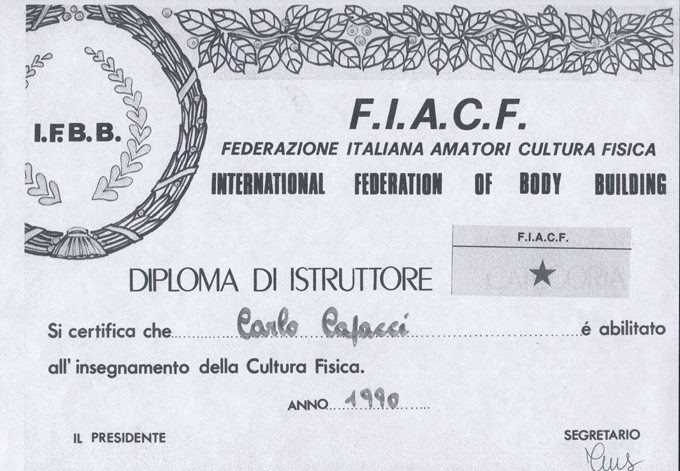 I.F.B.B.
F.I.A.C.F.
FEDERAZIONE ITALIANA AMATORI CULTURA FISICA
INTERNATIONAL FEDERATION OF BODY BUILDING
F.I.A.C.F.
DIPLOMA DI ISTRUTTORE
Si certifica che Carlo Cafacci é abilitato
all'insegnamento della Cultura Fisica.
ANNO 1990
IL PRESIDENTE
SEGRETARIO